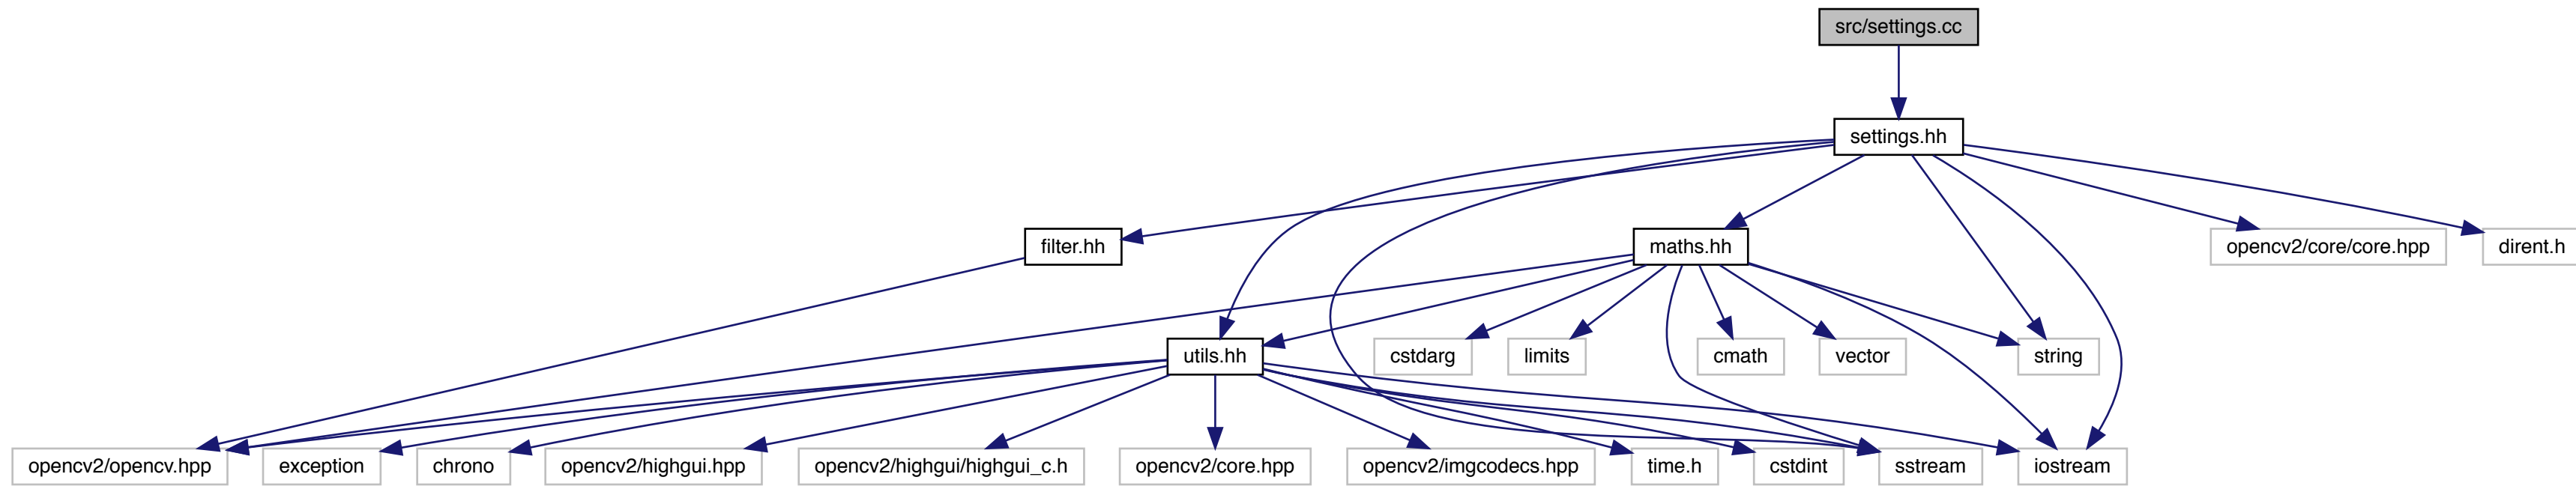 src/settings.cc
settings.hh
filter.hh
maths.hh
opencv2/core/core.hpp
dirent.h
utils.hh
cstdarg
limits
cmath
vector
string
opencv2/opencv.hpp
exception
chrono
opencv2/highgui.hpp
opencv2/highgui/highgui_c.h
opencv2/core.hpp
opencv2/imgcodecs.hpp
time.h
cstdint
sstream
iostream